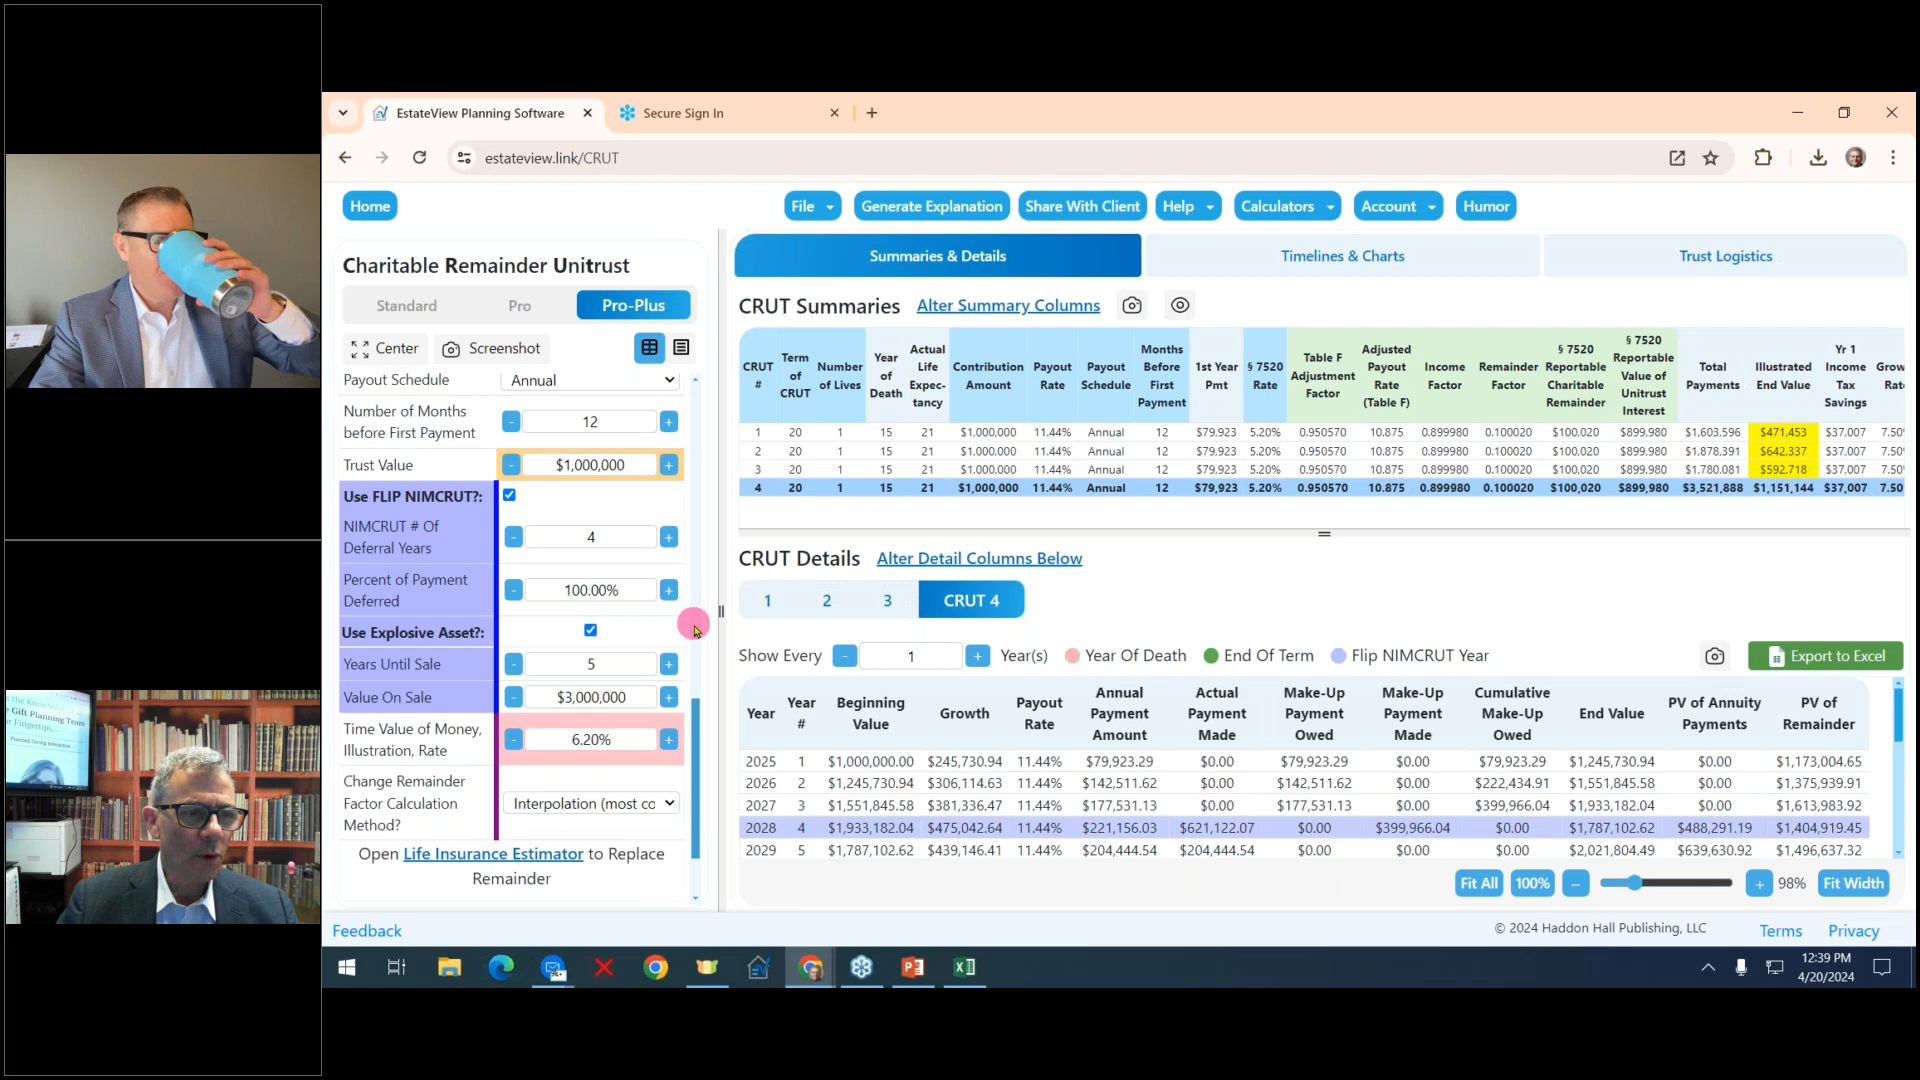 EstateView Planning Software
Secure Sign In
estateview.link/CRUT
Home
File
Generate Explanation
Share With Client
Help
Calculators
Account
Humor
Charitable Remainder Unitrust
Standard
Pro
Pro-Plus
Center
Screenshot
Payout Schedule
Annual
Number of Months
before First Payment
- 12 +
Trust Value
- $1,000,000 +
Use FLIP NIMCRUT?:
NIMCRUT # Of
Deferral Years
- 4 +
Percent of Payment
Deferred
- 100.00% +
Use Explosive Asset?:
Years Until Sale
- 5 +
Value On Sale
- $3,000,000 +
Time Value of Money,
Illustration, Rate
- 6.20% +
Change Remainder
Factor Calculation
Method?
Interpolation (most co
Open Life Insurance Estimator to Replace
Remainder
Summaries & Details
Timelines & Charts
Trust Logistics
CRUT Summaries
Alter Summary Columns
CRUT
#
Term
of
CRUT
Number
of Lives
Year
of
Death
Actual
Life
Expec-
tancy
Contribution
Amount
Payout
Rate
Payout
Schedule
Months
Before
First
Payment
1st Year
Pmt
§ 7520
Rate
Table F
Adjustment
Factor
Adjusted
Payout
Rate
(Table F)
Income
Factor
Remainder
Factor
§ 7520
Reportable
Charitable
Remainder
§ 7520
Reportable
Value of
Unitrust
Interest
Total
Payments
Illustrated
End Value
Yr 1
Income
Tax
Savings
Grow
Rat
1 20 1 15 21 $1,000,000 11.44% Annual 12 $79,923 5.20% 0.950570 10.875 0.899980 0.100020 $100,020 $899,980 $1,603,596 $471,453 $37,007 7.50
2 20 1 15 21 $1,000,000 11.44% Annual 12 $79,923 5.20% 0.950570 10.875 0.899980 0.100020 $100,020 $899,980 $1,878,391 $642,337 $37,007 7.50
3 20 1 15 21 $1,000,000 11.44% Annual 12 $79,923 5.20% 0.950570 10.875 0.899980 0.100020 $100,020 $899,980 $1,780,081 $592,718 $37,007 7.50
4 20 1 15 21 $1,000,000 11.44% Annual 12 $79,923 5.20% 0.950570 10.875 0.899980 0.100020 $100,020 $899,980 $3,521,888 $1,151,144 $37,007 7.50
CRUT Details
Alter Detail Columns Below
1
2
3
CRUT 4
Show Every - 1 + Year(s)
Year Of Death
End Of Term
Flip NIMCRUT Year
Export to Excel
Year
Year
#
Beginning
Value
Growth
Payout
Rate
Annual
Payment
Amount
Actual
Payment
Made
Make-Up
Payment
Owed
Make-Up
Payment
Made
Cumulative
Make-Up
Owed
End Value
PV of Annuity
Payments
PV of
Remainder
2025 1 $1,000,000.00 $245,730.94 11.44% $79,923.29 $0.00 $79,923.29 $0.00 $79,923.29 $1,245,730.94 $0.00 $1,173,004.65
2026 2 $1,245,730.94 $306,114.63 11.44% $142,511.62 $0.00 $142,511.62 $0.00 $222,434.91 $1,551,845.58 $0.00 $1,375,939.91
2027 3 $1,551,845.58 $381,336.47 11.44% $177,531.13 $0.00 $177,531.13 $0.00 $399,966.04 $1,933,182.04 $0.00 $1,613,983.92
2028 4 $1,933,182.04 $475,042.64 11.44% $221,156.03 $621,122.07 $0.00 $399,966.04 $0.00 $1,787,102.62 $488,291.19 $1,404,919.45
2029 5 $1,787,102.62 $439,146.41 11.44% $204,444.54 $204,444.54 $0.00 $0.00 $0.00 $2,021,804.49 $639,630.92 $1,496,637.32
Fit All
100%
98%
Fit Width
Feedback
© 2024 Haddon Hall Publishing, LLC
Terms
Privacy
12:39 PM
4/20/2024
Gift Planning Team
Fingertips...